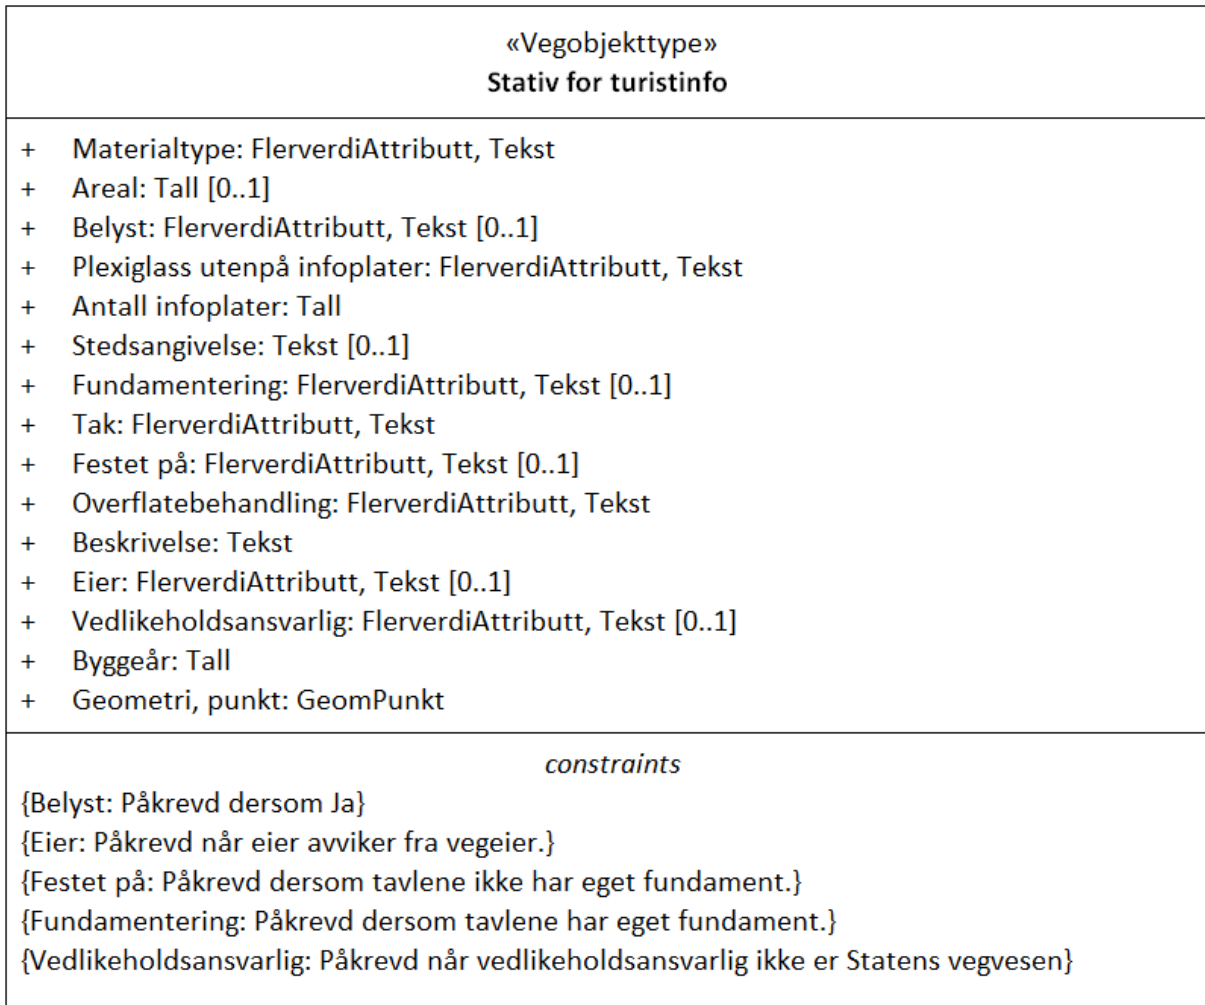 «Vegobjekttype»
Stativ for turistinfo
+ Materialtype: FlerverdiAttributt, Tekst
+ Areal: Tall [0..1]
+ Belyst: FlerverdiAttributt, Tekst [0..1]
+ Plexiglass utenpå infoplater: FlerverdiAttributt, Tekst
+ Antall infoplater: Tall
+ Stedsangivelse: Tekst [0..1]
+ Fundamentering: FlerverdiAttributt, Tekst [0..1]
+ Tak: FlerverdiAttributt, Tekst
+ Festet på: FlerverdiAttributt, Tekst [0..1]
+ Overflatebehandling: FlerverdiAttributt, Tekst
+ Beskrivelse: Tekst
+ Eier: FlerverdiAttributt, Tekst [0..1]
+ Vedlikeholdsansvarlig: FlerverdiAttributt, Tekst [0..1]
+ Byggeår: Tall
+ Geometri, punkt: GeomPunkt
constraints
{Belyst: Påkrevd dersom Ja}
{Eier: Påkrevd når eier avviker fra vegeier.}
{Festet på: Påkrevd dersom tavlene ikke har eget fundament.}
{Fundamentering: Påkrevd dersom tavlene har eget fundament.}
{Vedlikeholdsansvarlig: Påkrevd når vedlikeholdsansvarlig ikke er Statens vegvesen}